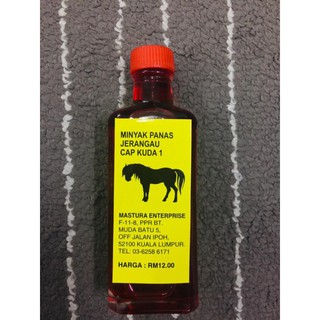 MINYAK PANAS
JERANGAU
CAP KUDA 1
MASTURA ENTERPRISE
F-11-8, PPR BT.
MUDA BATU 5,
OFF JALAN IPOH,
52100 KUALA LUMPUR.
TEL: 03-6258 6171
HARGA : RM12.00